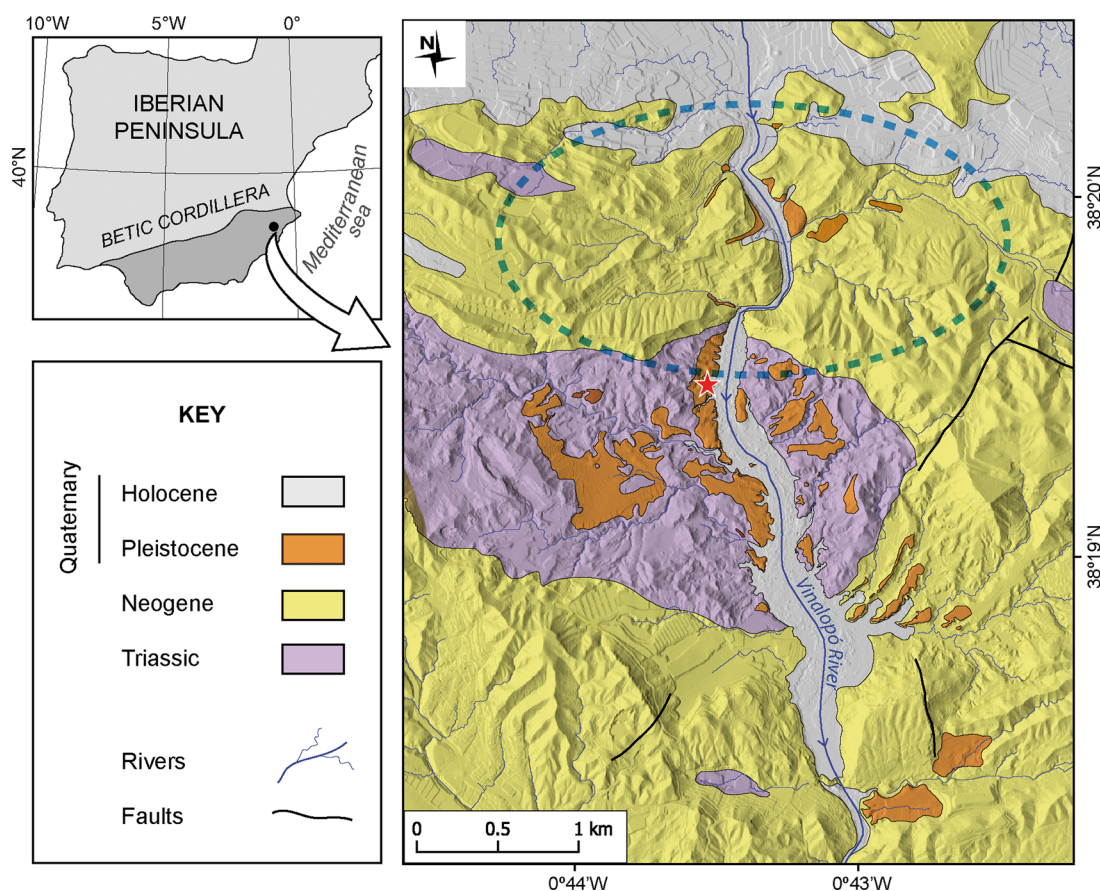 10°W
5°W
0°
40°N
IBERIAN
PENINSULA
BETIC CORDILLERA
Mediterranean
sea
KEY
Quaternary
Holocene
Pleistocene
Neogene
Triassic
Rivers
Faults
N
Vinalopó River
0
0.5
1 km
38°20'N
38°19'N
0°44'W
0°43'W